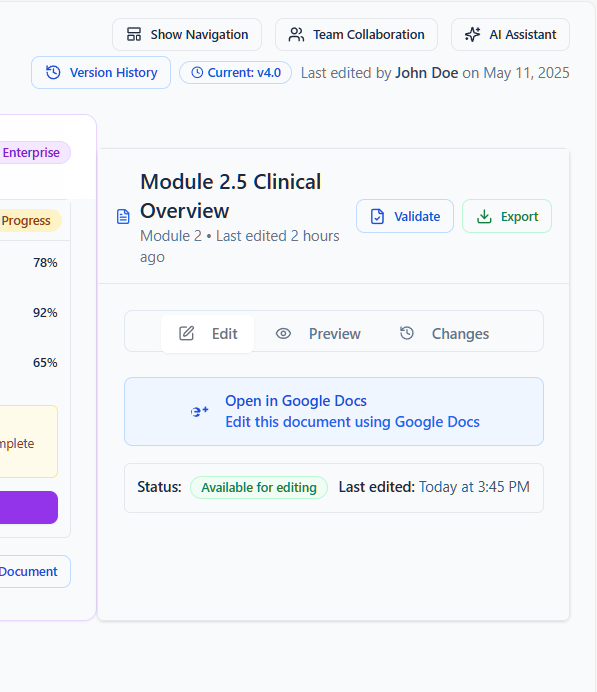 Show Navigation
Team Collaboration
AI Assistant
Version History
Current: v4.0
Last edited by John Doe on May 11, 2025
Enterprise
Progress
78%
92%
65%
Document
Module 2.5 Clinical
Overview
Module 2 • Last edited 2 hours
ago
Validate
Export
Edit
Preview
Changes
Open in Google Docs
Edit this document using Google Docs
Status: Available for editing Last edited: Today at 3:45 PM